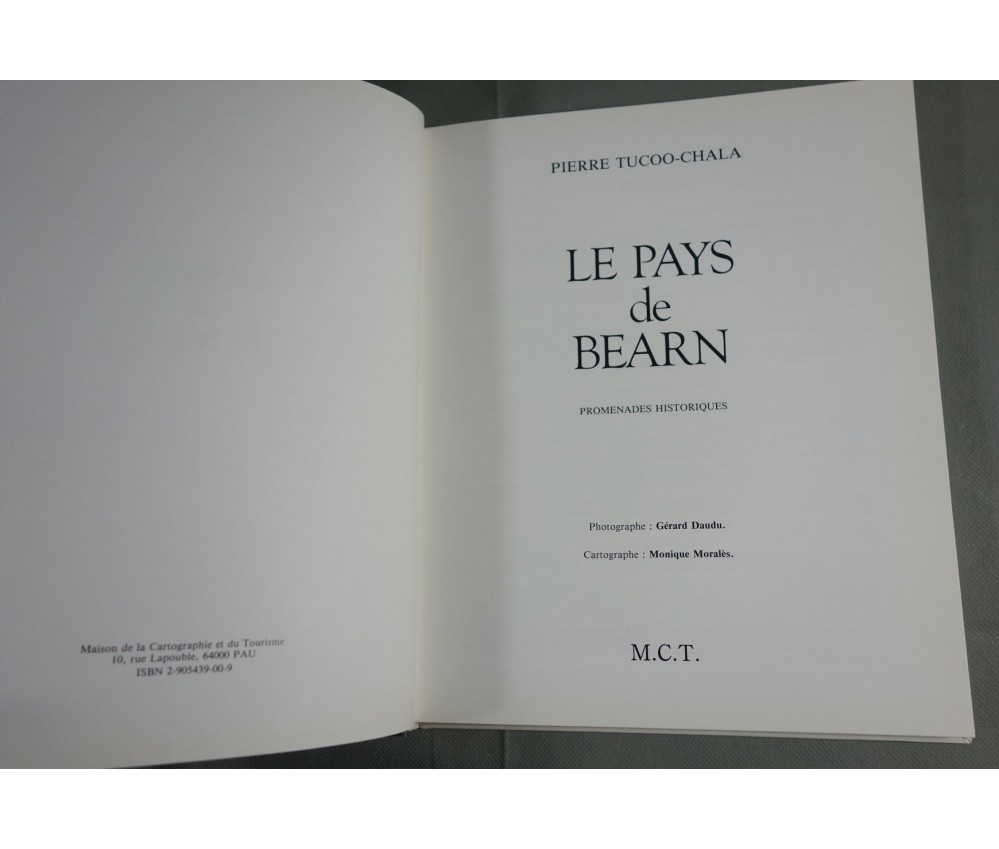 Maison de la Cartographie et du Tourisme
10, rue Lapouble, 64000 PAU
ISBN 2-905439-00-9
PIERRE TUCOO-CHALA
LE PAYS
de
BEARN
PROMENADES HISTORIQUES
Photographe : Gérard Daudu.
Cartographe : Monique Moralès.
M.C.T.